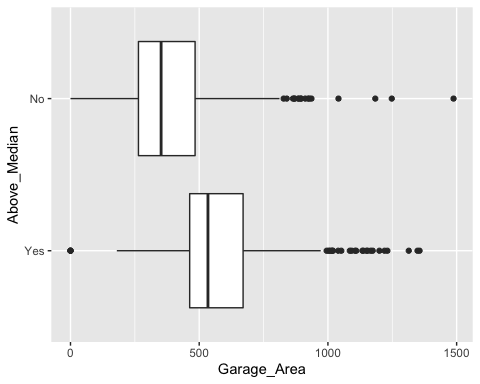 Above_Median
No
Yes
0 500 1000 1500
Garage_Area